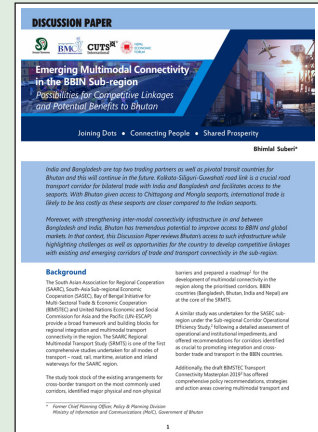 DISCUSSION PAPER
BMC
CUTS
International
Emerging Multimodal Connectivity
in the BBIN Sub-region
Possibilities for Competitive Linkages
and Potential Benefits to Bhutan
Joining Dots • Connecting People • Shared Prosperity
Bhimlal Suberi*
India and Bangladesh are top two trading partners as well as pivotal transit countries for
Bhutan and this will continue in the future. Kolkata-Siliguri-Guwahati road link is a crucial road
transport corridor for bilateral trade with India and Bangladesh and facilitates access to the
seaports. With Bhutan given access to Chittagong and Mongla seaports, international trade is
likely to be less costly as these seaports are closer compared to the Indian seaports.
Moreover, with strengthening inter-modal connectivity infrastructure in and between
Bangladesh and India, Bhutan has tremendous potential to improve access to BBIN and global
markets. In that context, this Discussion Paper reviews Bhutan's access to such infrastructure while
highlighting challenges as well as opportunities for the country to develop competitive linkages
with existing and emerging corridors of trade and transport connectivity in the sub-region.
Background
The South Asian Association for Regional Cooperation
(SAARC), South Asia Sub-regional Economic
Cooperation (SASEC), Bay of Bengal Initiative for
Multi-Sectoral Trade & Economic Cooperation
(BIMSTEC) and United Nations Economic and Social
Commission for Asia and the Pacific (UN-ESCAP)
provide a broad framework and building blocks for
regional integration and multimodal transport
connectivity in the region. The SAARC Regional
Multimodal Transport Study (SRMTS) is one of the first
comprehensive studies undertaken for all modes of
transport – road, rail, maritime, aviation and inland
waterways for the SAARC region.
The study took stock of the existing arrangements for
cross-border transport on the most commonly used
corridors, identified major physical and non-physical
barriers and prepared a roadmap¹ for the
development of multimodal connectivity in the
region along the prioritised corridors. BBIN
countries (Bangladesh, Bhutan, India and Nepal) are
at the core of the SRMTS.
A similar study was undertaken for the SASEC sub-
region under the Sub-regional Corridor Operational
Efficiency Study,² following a detailed assessment of
operational and institutional impediments, and
offered recommendations for corridors identified
as crucial to promoting integration and cross-
border trade and transport in the BBIN countries.
Additionally, the draft BIMSTEC Transport
Connectivity Masterplan 2019³ has offered
comprehensive policy recommendations, strategies
and action areas covering multimodal transport and
* Former Chief Planning Officer, Policy & Planning Division
Ministry of Information and Communications (MoIC), Government of Bhutan
1